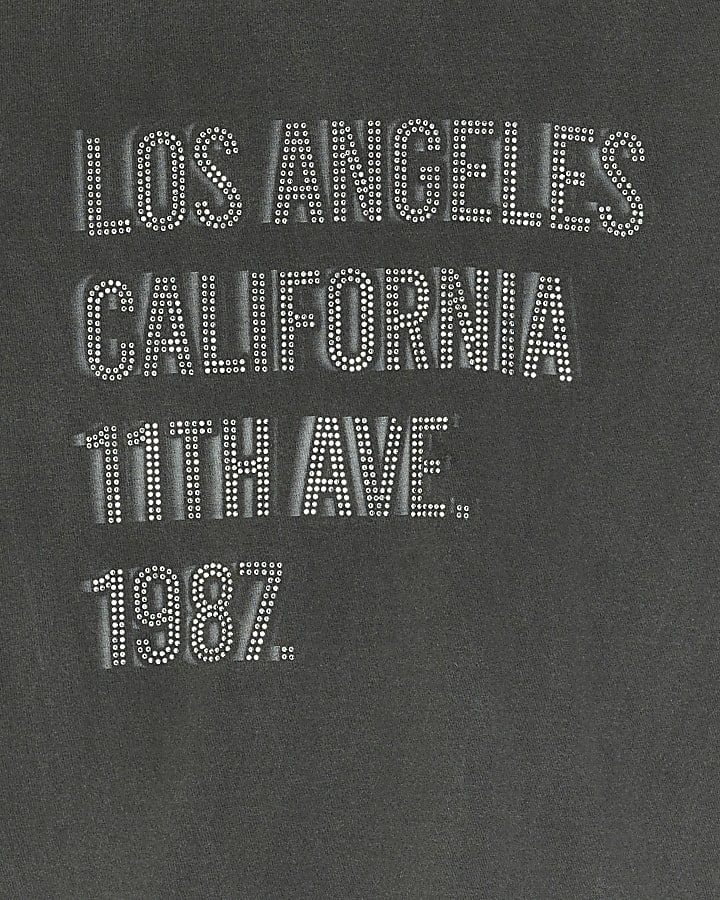 LOS ANGELES
CALIFORNIA
11TH AVE.
1987.